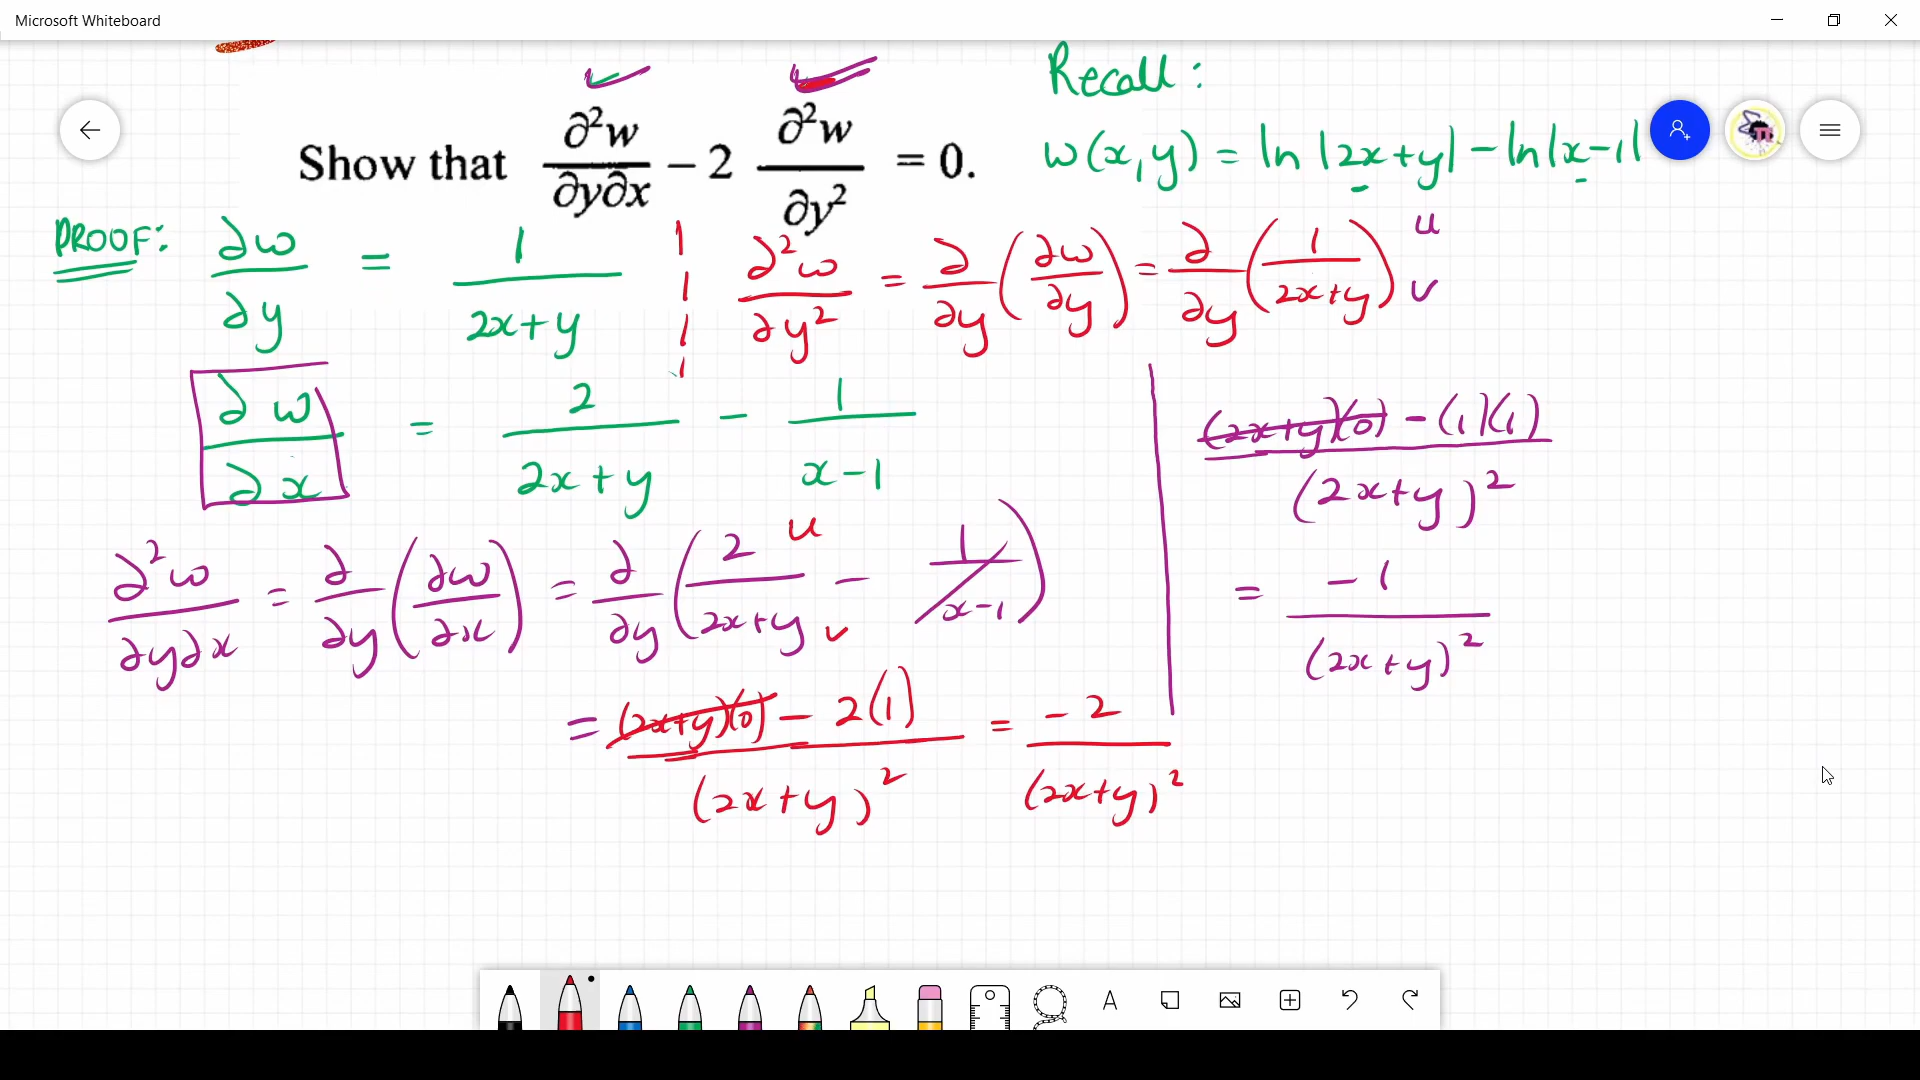 Microsoft Whiteboard
Recall:
Show that ∂²w/∂y∂x − 2 ∂²w/∂y² = 0.
w(x,y) = ln|2x+y| − ln|x−1|
PROOF: ∂w/∂y = 1/(2x+y)
∂²w/∂y² = ∂/∂y (∂w/∂y) = ∂/∂y (1/(2x+y)) u v
∂w/∂x = 2/(2x+y) − 1/(x−1)
((2x+y)(0) − (1)(1))/(2x+y)²
= −1/(2x+y)²
∂²w/∂y∂x = ∂/∂y (∂w/∂x) = ∂/∂y (2/(2x+y) − 1/(x−1)) u v
= ((2x+y)(0) − 2(1))/(2x+y)² = −2/(2x+y)²